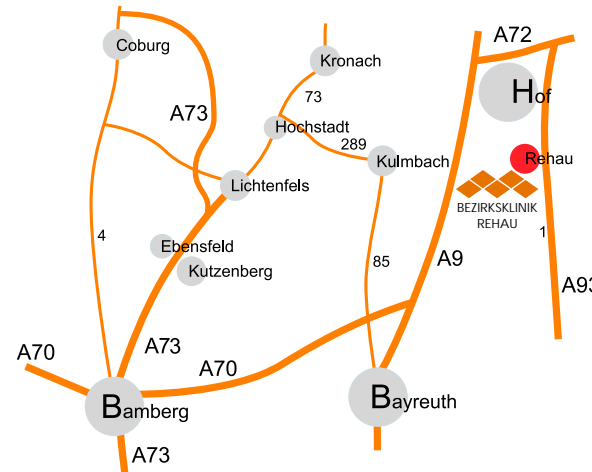 A72
Coburg
Kronach
Hof
73
A73
Hochstadt
289
Kulmbach
Rehau
Lichtenfels
BEZIRKSKLINIK
REHAU
4
1
Ebensfeld
A9
85
Kutzenberg
A93
A73
A70
A70
Bamberg
Bayreuth
A73